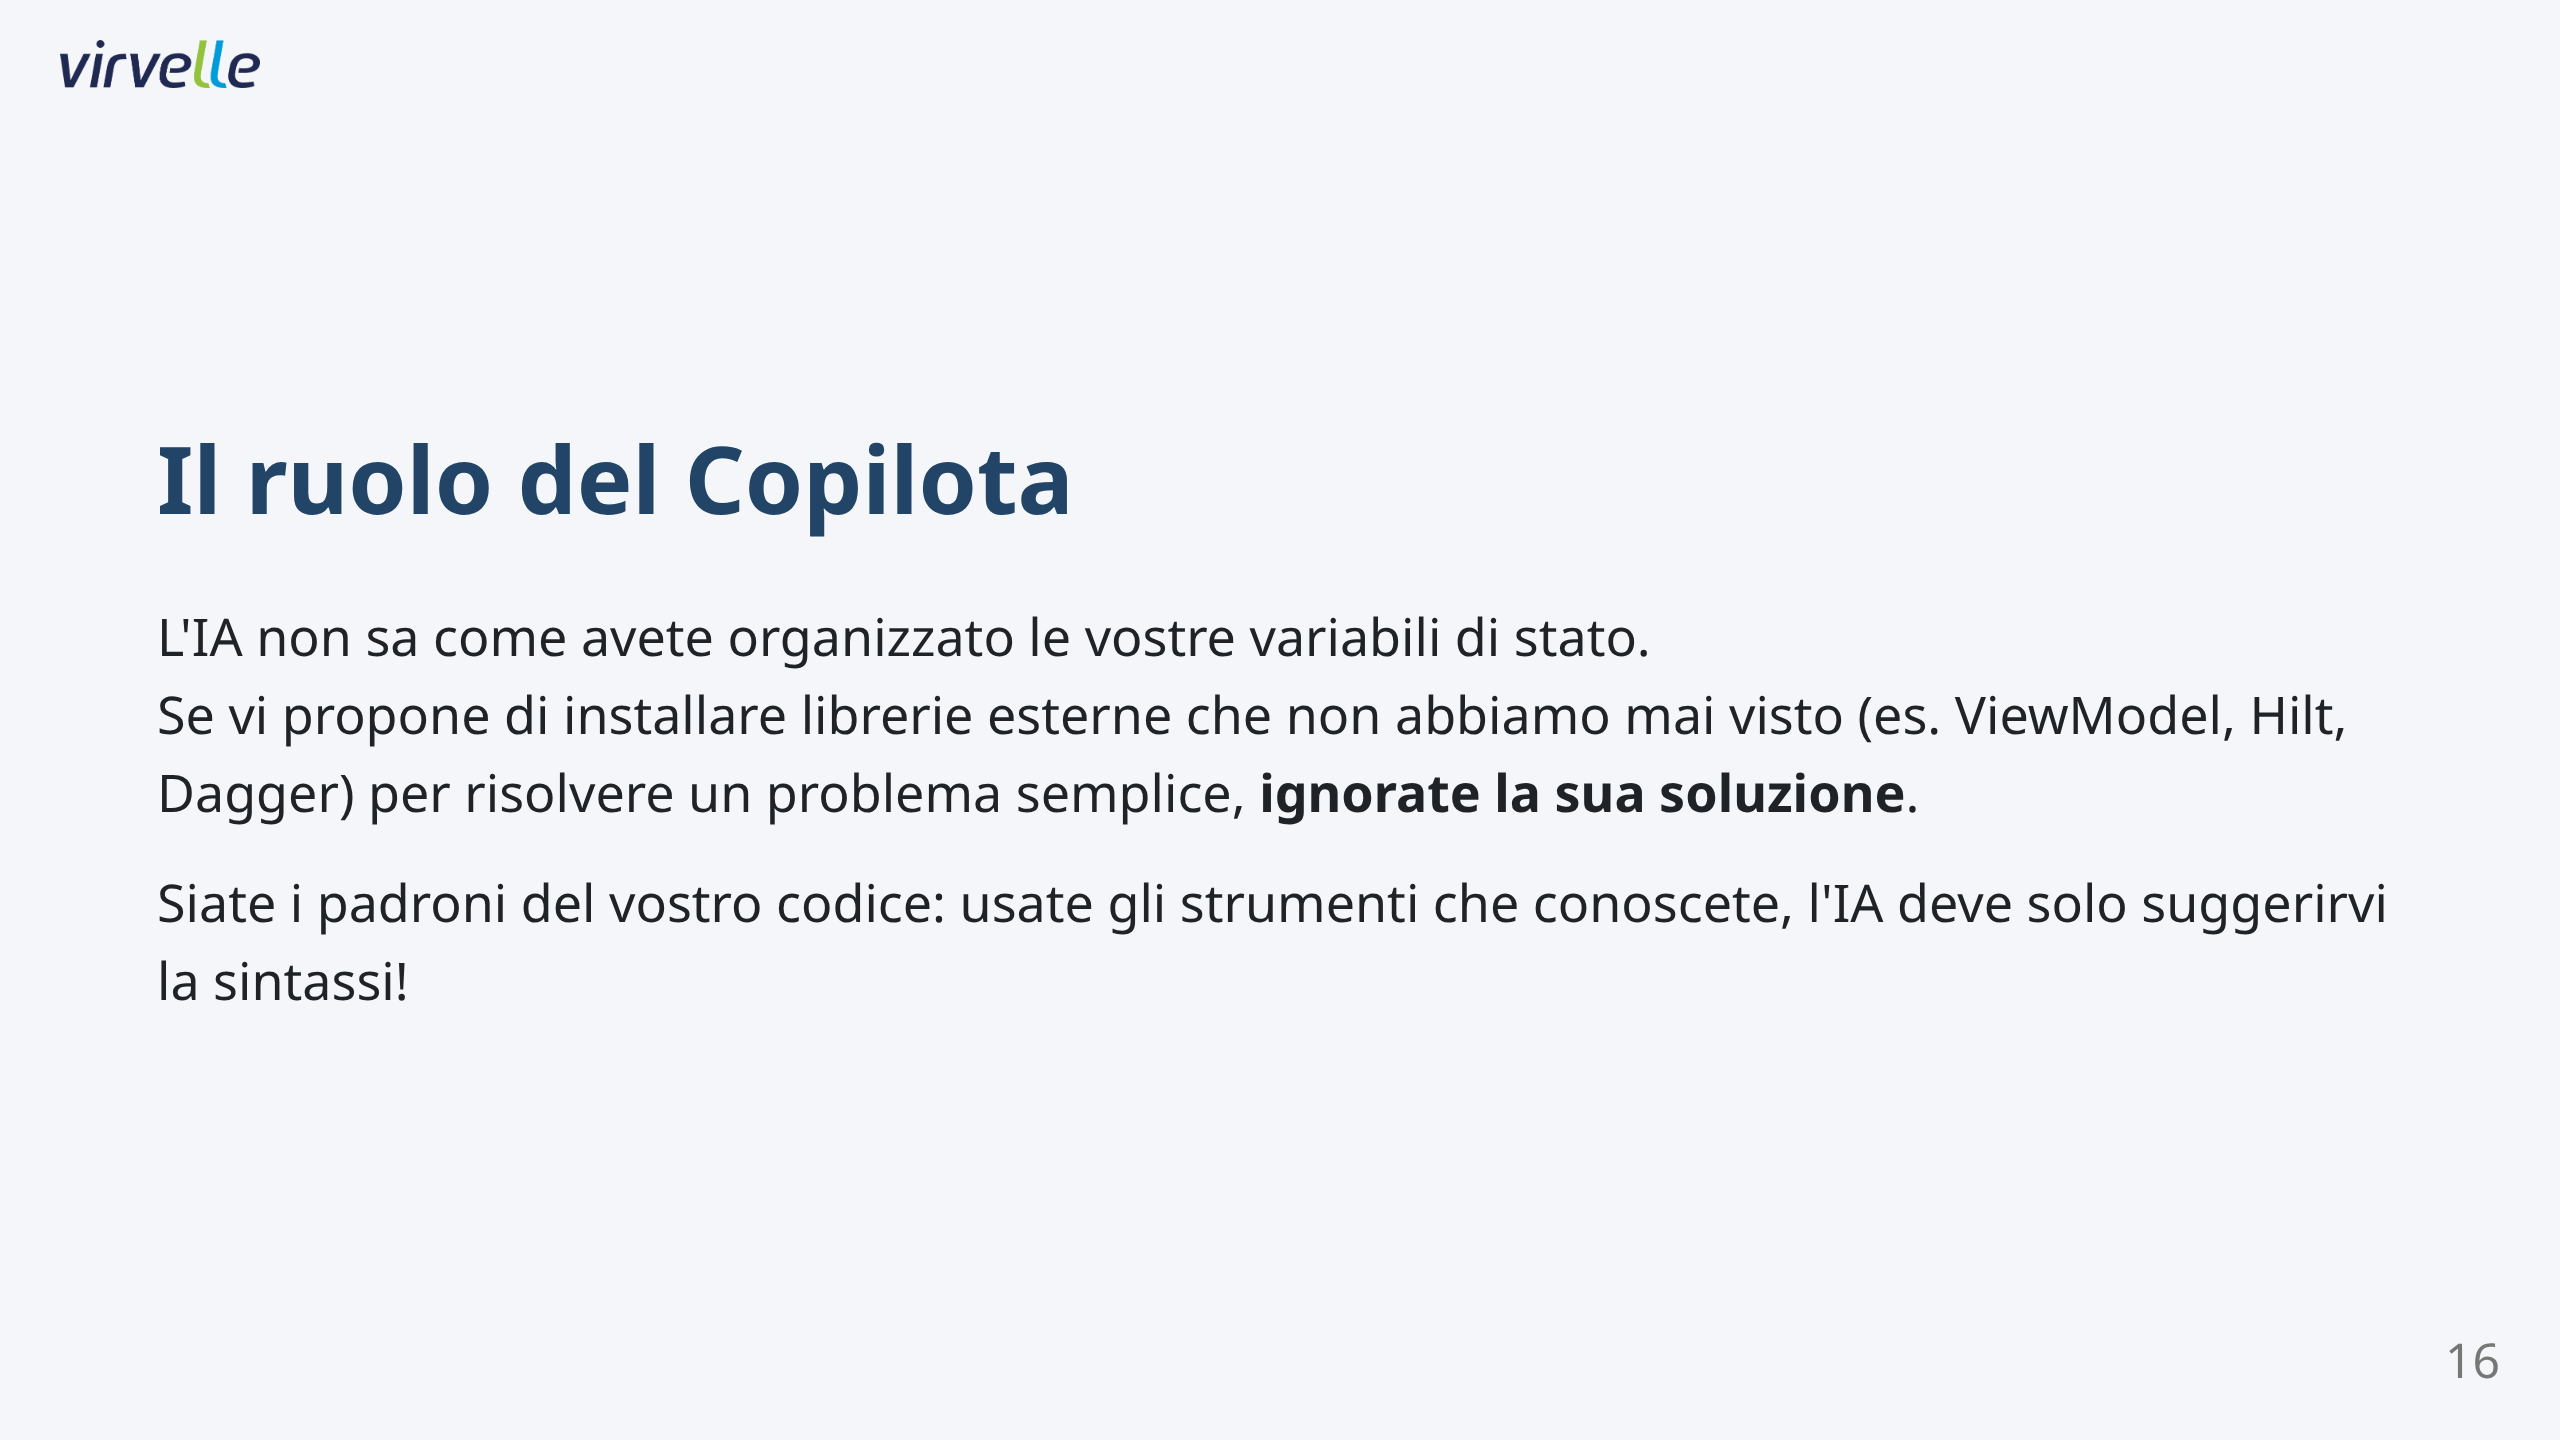 virvelle
Il ruolo del Copilota
L'IA non sa come avete organizzato le vostre variabili di stato.
Se vi propone di installare librerie esterne che non abbiamo mai visto (es. ViewModel, Hilt,
Dagger) per risolvere un problema semplice, ignorate la sua soluzione.
Siate i padroni del vostro codice: usate gli strumenti che conoscete, l'IA deve solo suggerirvi
la sintassi!
16